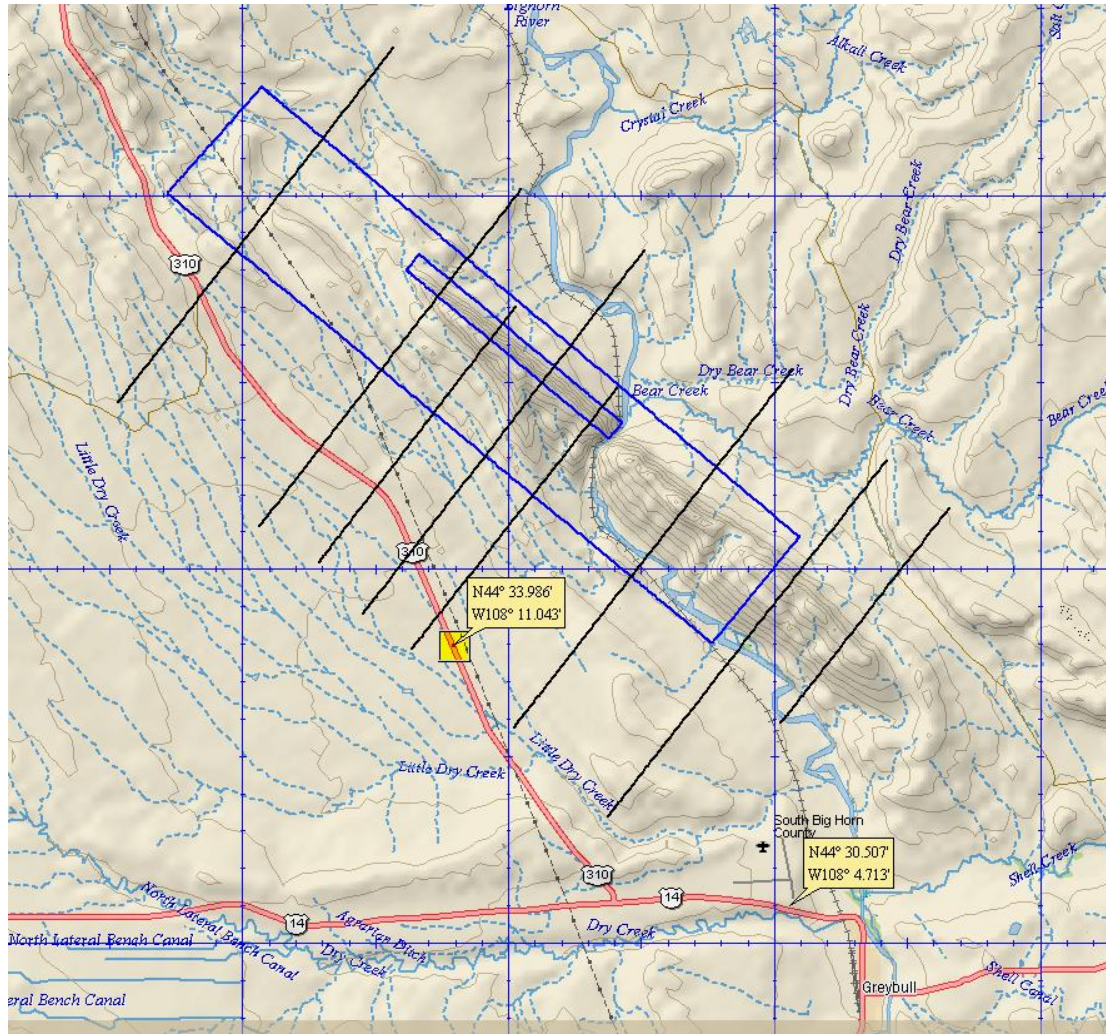 Bighorn
River
Alkali Creek
Salt C
Crystal Creek
Dry Bear Creek
310
Dry Bear Creek
Dry Bear Creek
Bear Creek
Bear Creek
Bear Creek
Little Dry Creek
310
N44° 33.986'
W108° 11.043'
Little Dry Creek
Little Dry Creek
South Big Horn
County
N44° 30.507'
W108° 4.713'
310
Shell Creek
14
14
North Lateral Bench Canal
Agrarian Ditch
Dry Creek
North Lateral Bench Canal
Dry Creek
Shell Canal
Greybull
eral Bench Canal